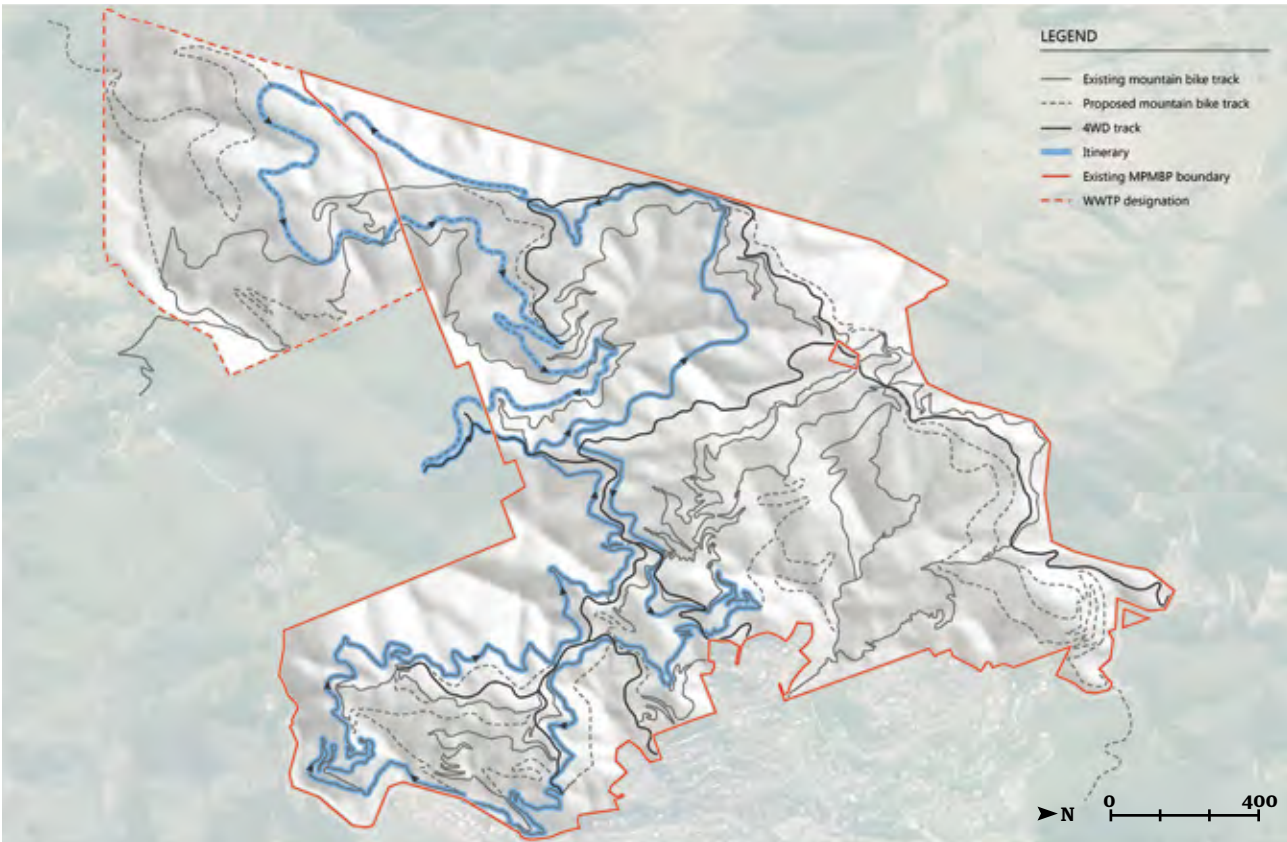 LEGEND
Existing mountain bike track
Proposed mountain bike track
4WD track
Itinerary
Existing MPMBP boundary
WWTP designation
N
0 400